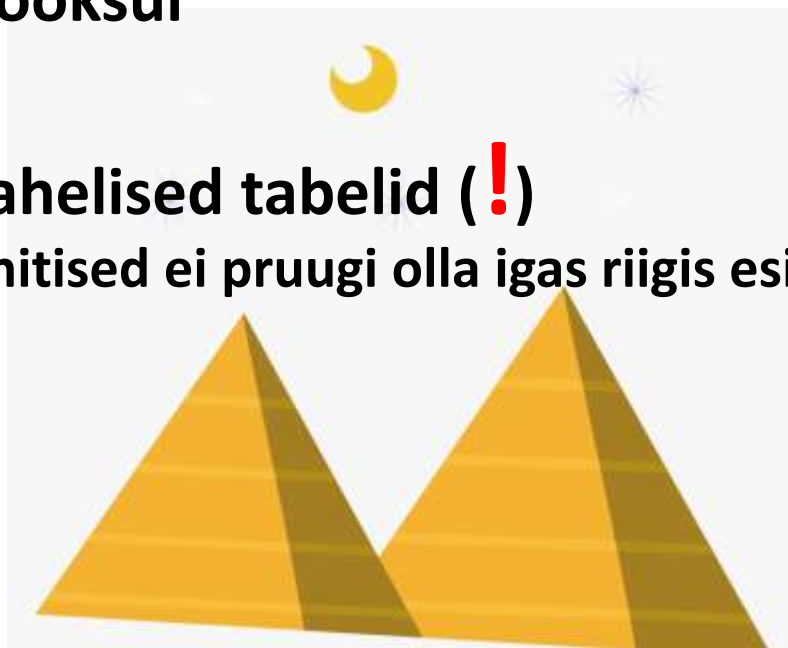 ahelised tabelid (!)
nitised ei pruugi olla igas riigis esi